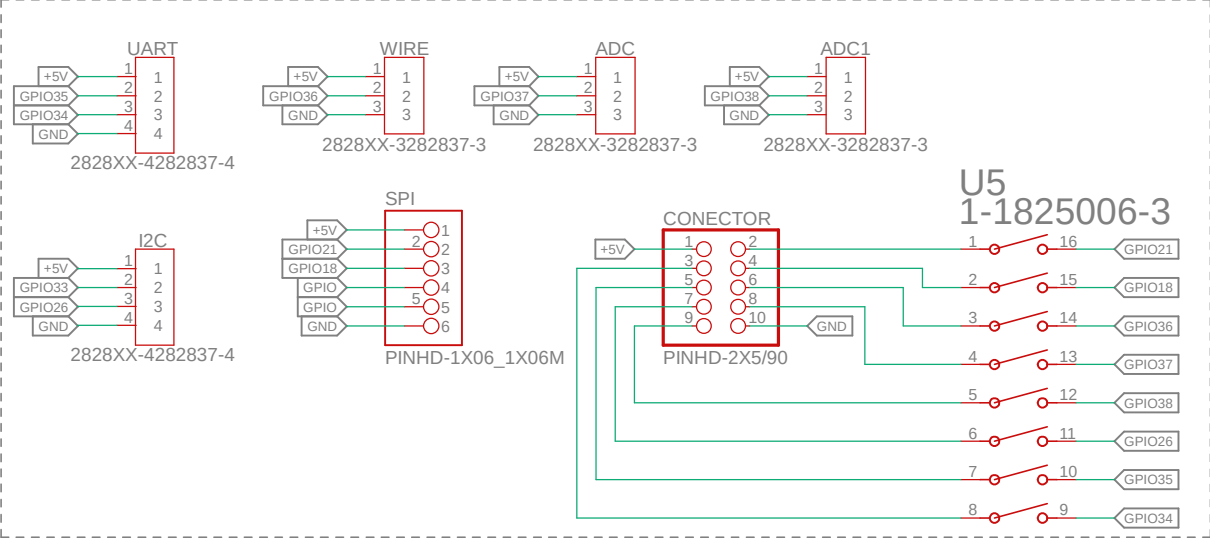 UART
+5V 1 1
GPIO35 2 2
GPIO34 3 3
GND 4 4
2828XX-4282837-4
WIRE
+5V 1 1
GPIO36 2 2
GND 3 3
2828XX-3282837-3
ADC
+5V 1 1
GPIO37 2 2
GND 3 3
2828XX-3282837-3
ADC1
+5V 1 1
GPIO38 2 2
GND 3 3
2828XX-3282837-3
I2C
+5V 1 1
GPIO33 2 2
GPIO26 3 3
GND 4 4
2828XX-4282837-4
SPI
+5V 1
GPIO21 2 2
GPIO18 3
GPIO 4
GPIO 5 5
GND 6
PINHD-1X06_1X06M
CONECTOR
+5V 1 2
3 4
5 6
7 8
9 10 GND
PINHD-2X5/90
U5
1-1825006-3
1 16 GPIO21
2 15 GPIO18
3 14 GPIO36
4 13 GPIO37
5 12 GPIO38
6 11 GPIO26
7 10 GPIO35
8 9 GPIO34